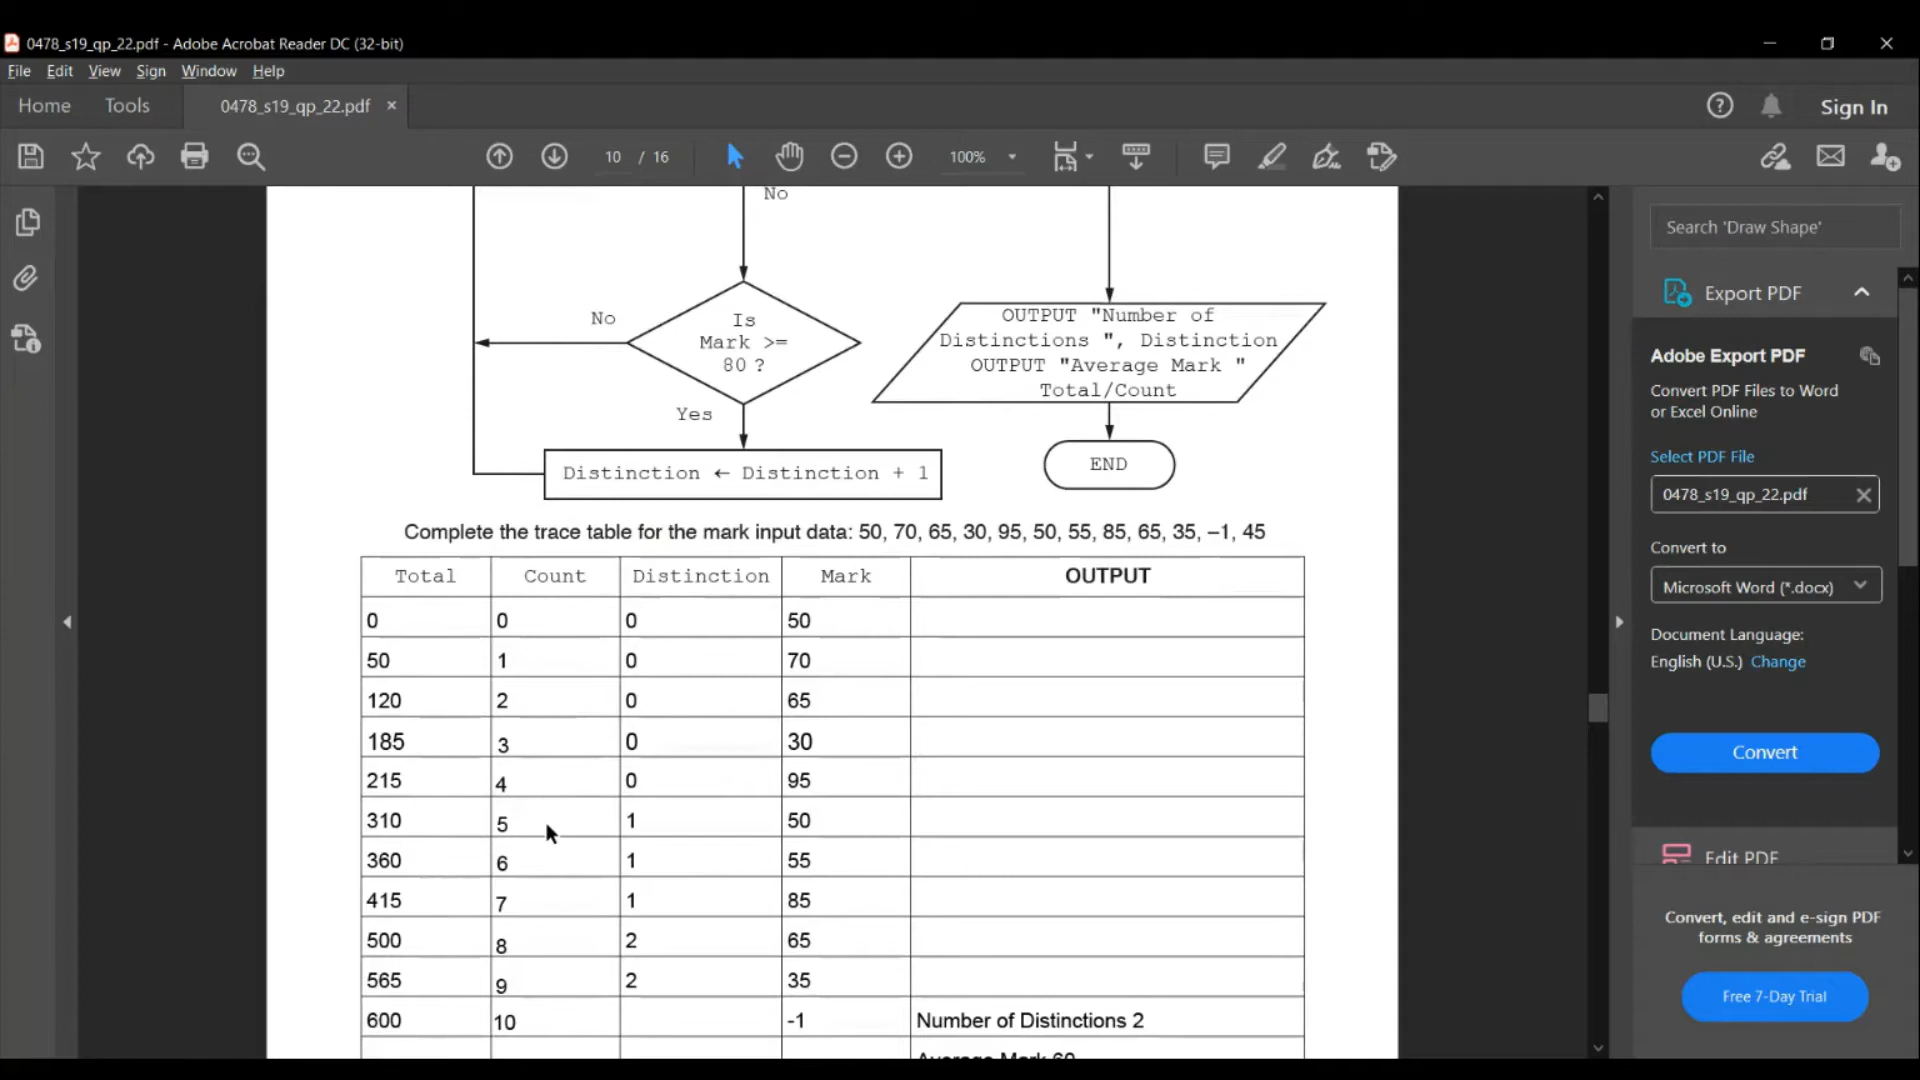 0478_s19_qp_22.pdf - Adobe Acrobat Reader DC (32-bit)
File Edit View Sign Window Help
Home Tools 0478_s19_qp_22.pdf ×
Sign In
10 / 16
100%
No
No
Is
Mark >=
80 ?
Yes
Distinction ← Distinction + 1
OUTPUT "Number of
Distinctions ", Distinction
OUTPUT "Average Mark "
Total/Count
END
Complete the trace table for the mark input data: 50, 70, 65, 30, 95, 50, 55, 85, 65, 35, –1, 45
Total Count Distinction Mark OUTPUT
0 0 0 50
50 1 0 70
120 2 0 65
185 3 0 30
215 4 0 95
310 5 1 50
360 6 1 55
415 7 1 85
500 8 2 65
565 9 2 35
600 10 -1 Number of Distinctions 2
Average Mark 60
Search 'Draw Shape'
Export PDF
Adobe Export PDF
Convert PDF Files to Word
or Excel Online
Select PDF File
0478_s19_qp_22.pdf
Convert to
Microsoft Word (*.docx)
Document Language:
English (U.S.) Change
Convert
Edit PDF
Convert, edit and e-sign PDF
forms & agreements
Free 7-Day Trial